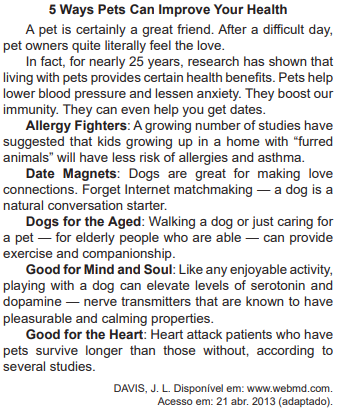 5 Ways Pets Can Improve Your Health
A pet is certainly a great friend. After a difficult day,
pet owners quite literally feel the love.
In fact, for nearly 25 years, research has shown that
living with pets provides certain health benefits. Pets help
lower blood pressure and lessen anxiety. They boost our
immunity. They can even help you get dates.
Allergy Fighters: A growing number of studies have
suggested that kids growing up in a home with “furred
animals” will have less risk of allergies and asthma.
Date Magnets: Dogs are great for making love
connections. Forget Internet matchmaking — a dog is a
natural conversation starter.
Dogs for the Aged: Walking a dog or just caring for
a pet — for elderly people who are able — can provide
exercise and companionship.
Good for Mind and Soul: Like any enjoyable activity,
playing with a dog can elevate levels of serotonin and
dopamine — nerve transmitters that are known to have
pleasurable and calming properties.
Good for the Heart: Heart attack patients who have
pets survive longer than those without, according to
several studies.
DAVIS, J. L. Disponível em: www.webmd.com.
Acesso em: 21 abr. 2013 (adaptado).